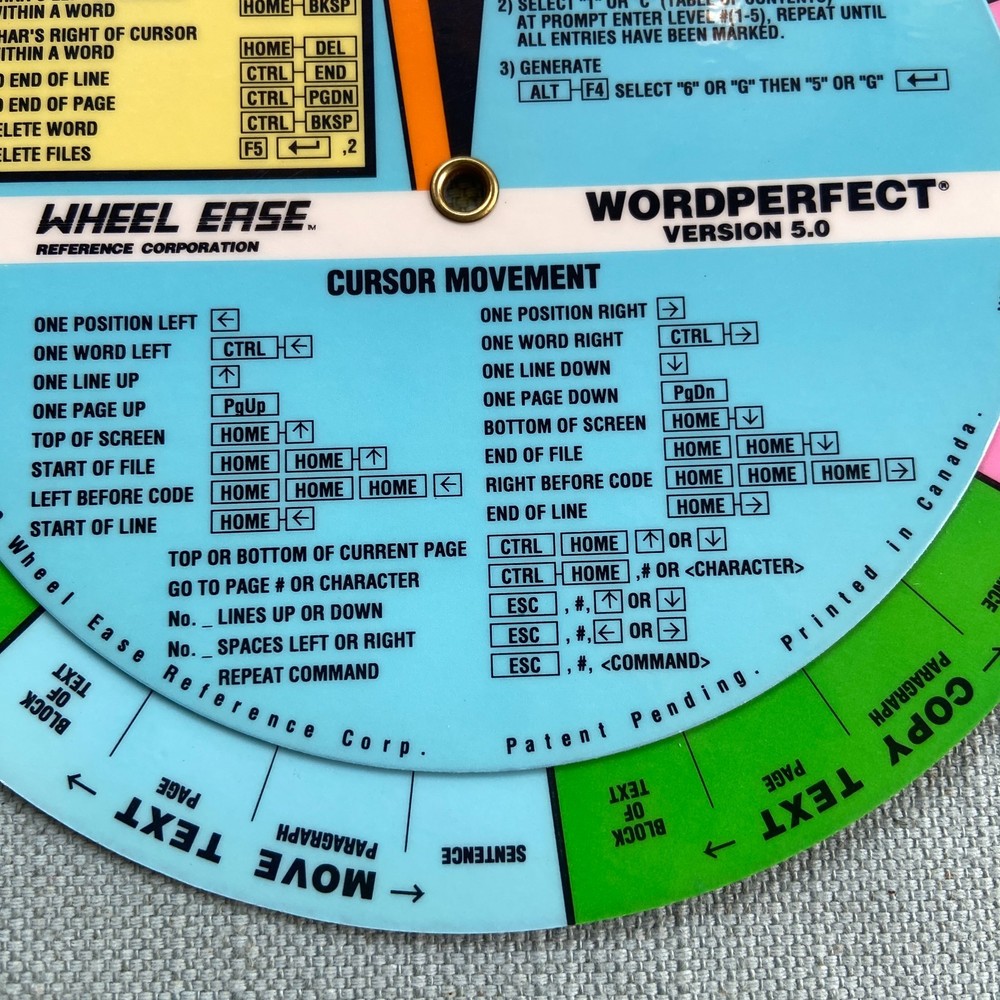 WITHIN A WORD HOME BKSP
RIGHT OF CURSOR
WITHIN A WORD HOME DEL
END OF LINE CTRL END
END OF PAGE CTRL PGDN
DELETE WORD CTRL BKSP
DELETE FILES F5 ↵ ,2
2) SELECT "T" OR "C" (TABLE OF CONTENTS)
AT PROMPT ENTER LEVEL #(1-5), REPEAT UNTIL
ALL ENTRIES HAVE BEEN MARKED.
3) GENERATE
ALT F4 SELECT "6" OR "G" THEN "5" OR "G" ↵
WHEEL EASE™
REFERENCE CORPORATION
WORDPERFECT®
VERSION 5.0
CURSOR MOVEMENT
ONE POSITION LEFT ←
ONE WORD LEFT CTRL ←
ONE LINE UP ↑
ONE PAGE UP PgUp
TOP OF SCREEN HOME ↑
START OF FILE HOME HOME ↑
LEFT BEFORE CODE HOME HOME HOME ←
START OF LINE HOME ←
ONE POSITION RIGHT →
ONE WORD RIGHT CTRL →
ONE LINE DOWN ↓
ONE PAGE DOWN PgDn
BOTTOM OF SCREEN HOME ↓
END OF FILE HOME HOME ↓
RIGHT BEFORE CODE HOME HOME HOME →
END OF LINE HOME →
TOP OR BOTTOM OF CURRENT PAGE CTRL HOME ↑ OR ↓
GO TO PAGE # OR CHARACTER CTRL HOME ,# OR <CHARACTER>
No. _ LINES UP OR DOWN ESC , #, ↑ OR ↓
No. _ SPACES LEFT OR RIGHT ESC , #, ← OR →
REPEAT COMMAND ESC , #, <COMMAND>
Wheel Ease Reference Corp. Patent Pending. Printed in Canada.
← MOVE TEXT →
SENTENCE
PARAGRAPH
PAGE
BLOCK
OF
TEXT
← COPY TEXT →
PARAGRAPH
PAGE
BLOCK
OF
TEXT